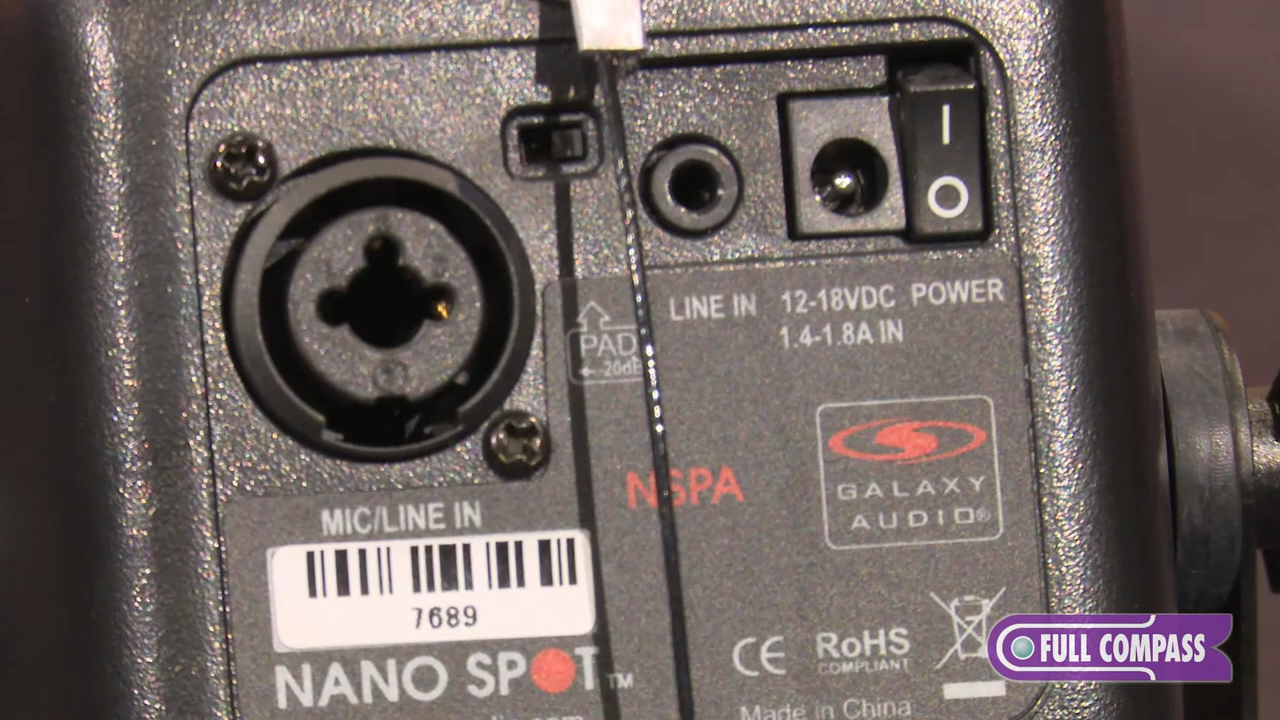 I
O
LINE IN 12-18VDC POWER
1.4-1.8A IN
PAD
-20dB
NSPA
GALAXY
AUDIO®
MIC/LINE IN
7689
NANO SPOT™
CE RoHS
COMPLIANT
FULL COMPASS
Made in China